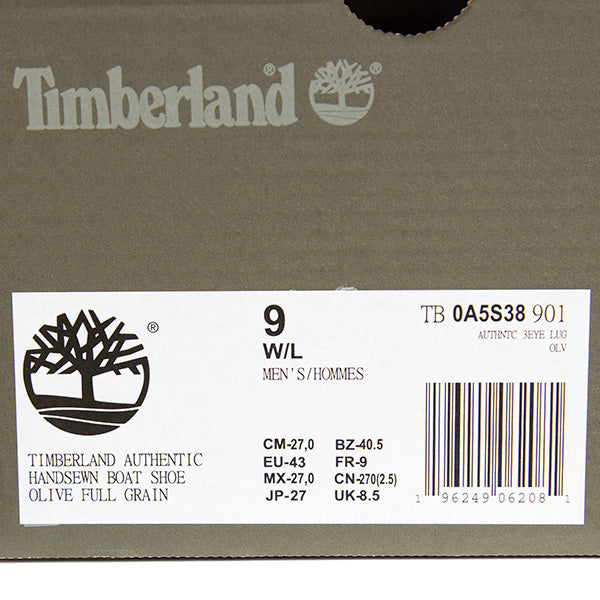 Timberland® ®
®
TIMBERLAND AUTHENTIC
HANDSEWN BOAT SHOE
OLIVE FULL GRAIN
9
W/L
MEN'S/HOMMES
CM-27,0 BZ-40.5
EU-43 FR-9
MX-27,0 CN-270(2.5)
JP-27 UK-8.5
TB 0A5S38 901
AUTHNTC 3EYE LUG
OLV
1 96249 06208 1